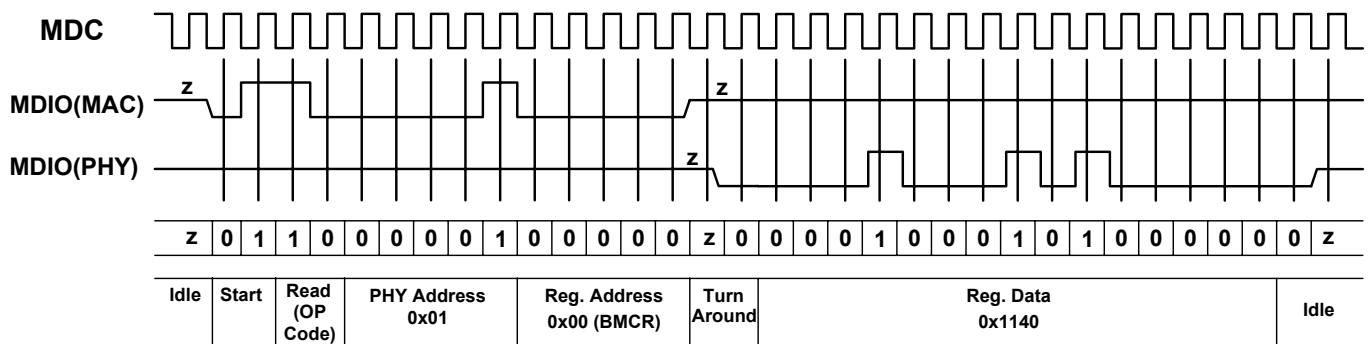 MDC
z
z
MDIO(MAC)
z
MDIO(PHY)
z 0 1 1 0 0 0 0 0 1 0 0 0 0 0 z 0 0 0 0 1 0 0 0 1 0 1 0 0 0 0 0 0 z
Idle
Start
Read
(OP
Code)
PHY Address
0x01
Reg. Address
0x00 (BMCR)
Turn
Around
Reg. Data
0x1140
Idle